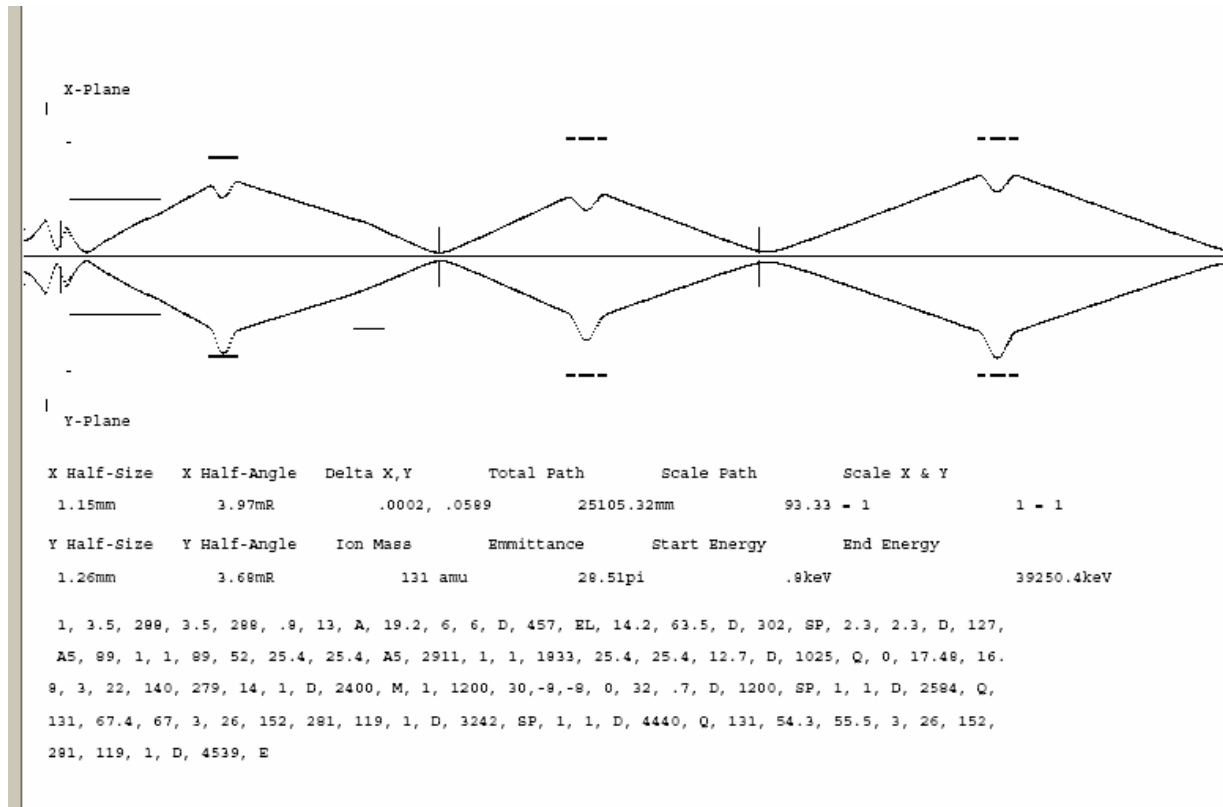 X-Plane
Y-Plane
X Half-Size X Half-Angle Delta X,Y Total Path Scale Path Scale X & Y
1.15mm 3.97mR .0002, .0589 25105.32mm 93.33 - 1 1 - 1
Y Half-Size Y Half-Angle Ion Mass Emmittance Start Energy End Energy
1.26mm 3.68mR 131 amu 28.51pi .8keV 39250.4keV
1, 3.5, 288, 3.5, 288, .8, 13, A, 19.2, 6, 6, D, 457, EL, 14.2, 63.5, D, 302, SP, 2.3, 2.3, D, 127,
A5, 89, 1, 1, 89, 52, 25.4, 25.4, A5, 2911, 1, 1, 1833, 25.4, 25.4, 12.7, D, 1025, Q, 0, 17.48, 16.
8, 3, 22, 140, 279, 14, 1, D, 2400, M, 1, 1200, 30,-8,-8, 0, 32, .7, D, 1200, SP, 1, 1, D, 2584, Q,
131, 67.4, 67, 3, 26, 152, 281, 119, 1, D, 3242, SP, 1, 1, D, 4440, Q, 131, 54.3, 55.5, 3, 26, 152,
281, 119, 1, D, 4539, E